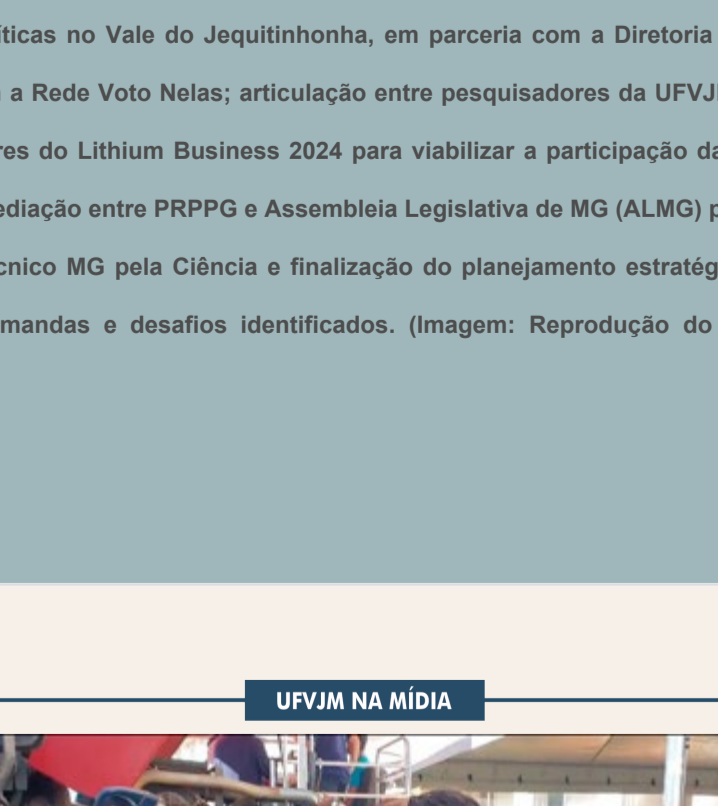 íticas no Vale do Jequitinhonha, em parceria com a Diretoria
a Rede Voto Nelas; articulação entre pesquisadores da UFVJ
res do Lithium Business 2024 para viabilizar a participação da
ediação entre PRPPG e Assembleia Legislativa de MG (ALMG) p
cnico MG pela Ciência e finalização do planejamento estratég
mandas e desafios identificados. (Imagem: Reprodução do
UFVJM NA MÍDIA